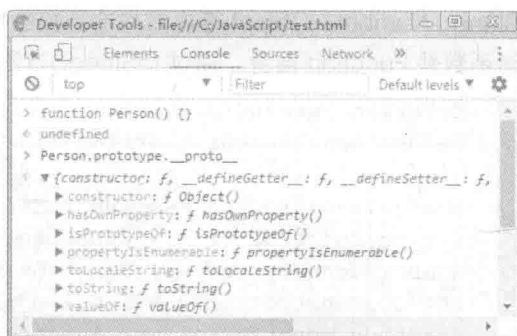 Developer Tools - file:///C:/JavaScript/test.html
Elements Console Sources Network »
top ▼ Filter Default levels ▼
> function Person() {}
< undefined
> Person.prototype.__proto__
< ▼ {constructor: ƒ, __defineGetter__: ƒ, __defineSetter__: ƒ,
▶ constructor: ƒ Object()
▶ hasOwnProperty: ƒ hasOwnProperty()
▶ isPrototypeOf: ƒ isPrototypeOf()
▶ propertyIsEnumerable: ƒ propertyIsEnumerable()
▶ toLocaleString: ƒ toLocaleString()
▶ toString: ƒ toString()
▶ valueOf: ƒ valueOf()